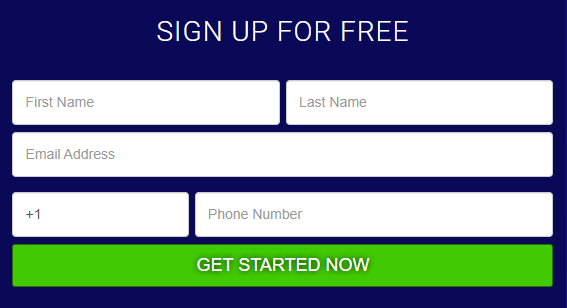 SIGN UP FOR FREE
First Name Last Name
Email Address
+1 Phone Number
GET STARTED NOW